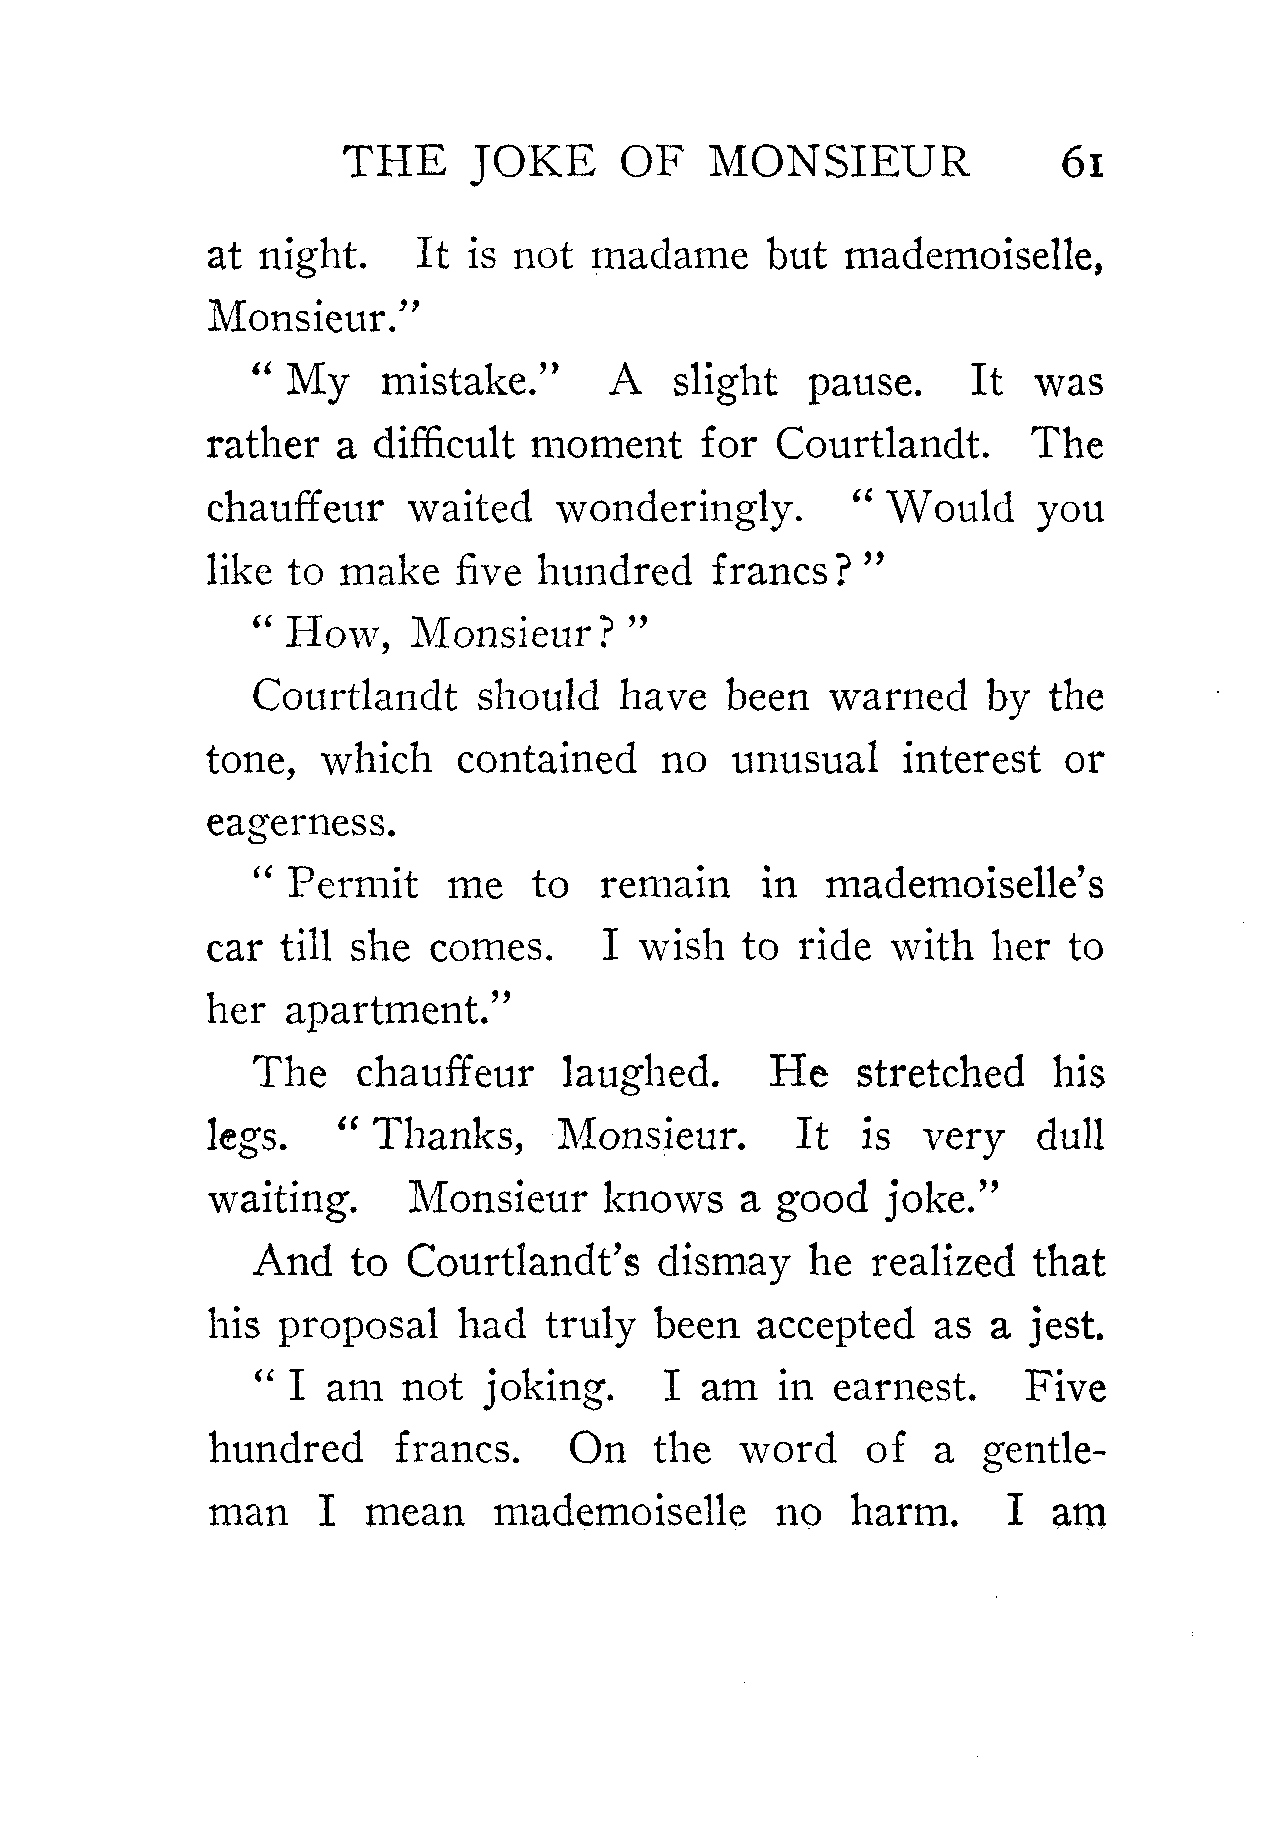 THE JOKE OF MONSIEUR 61
at night. It is not madame but mademoiselle,
Monsieur."
" My mistake." A slight pause. It was
rather a difficult moment for Courtlandt. The
chauffeur waited wonderingly. " Would you
like to make five hundred francs? "
" How, Monsieur? "
Courtlandt should have been warned by the
tone, which contained no unusual interest or
eagerness.
" Permit me to remain in mademoiselle's
car till she comes. I wish to ride with her to
her apartment."
The chauffeur laughed. He stretched his
legs. " Thanks, Monsieur. It is very dull
waiting. Monsieur knows a good joke."
And to Courtlandt's dismay he realized that
his proposal had truly been accepted as a jest.
" I am not joking. I am in earnest. Five
hundred francs. On the word of a gentle-
man I mean mademoiselle no harm. I am